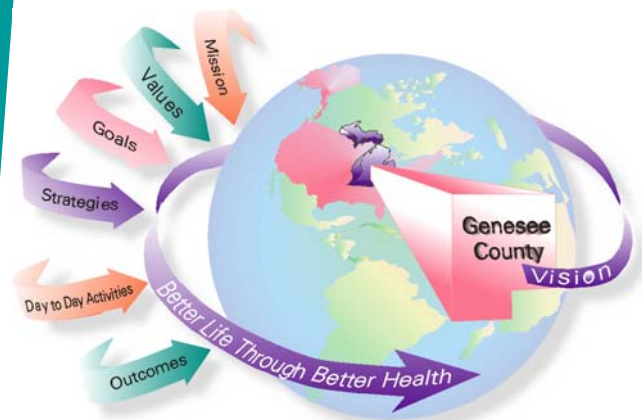 Mission
Values
Goals
Strategies
Day to Day Activities
Outcomes
Genesee
County
Vision
Better Life Through Better Health